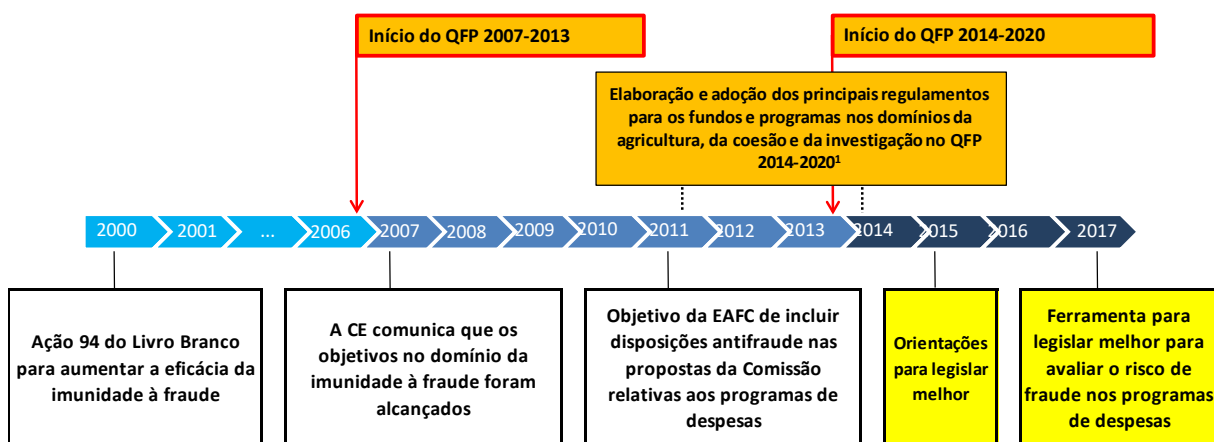 Início do QFP 2007-2013
Início do QFP 2014-2020
Elaboração e adoção dos principais regulamentos
para os fundos e programas nos domínios da
agricultura, da coesão e da investigação no QFP
2014-2020¹
2000 2001 ... 2006 2007 2008 2009 2010 2011 2012 2013 2014 2015 2016 2017
Ação 94 do Livro Branco
para aumentar a eficácia da
imunidade à fraude
A CE comunica que os
objetivos no domínio da
imunidade à fraude foram
alcançados
Objetivo da EAFC de incluir
disposições antifraude nas
propostas da Comissão
relativas aos programas de
despesas
Orientações
para legislar
melhor
Ferramenta para
legislar melhor para
avaliar o risco de
fraude nos programas
de despesas